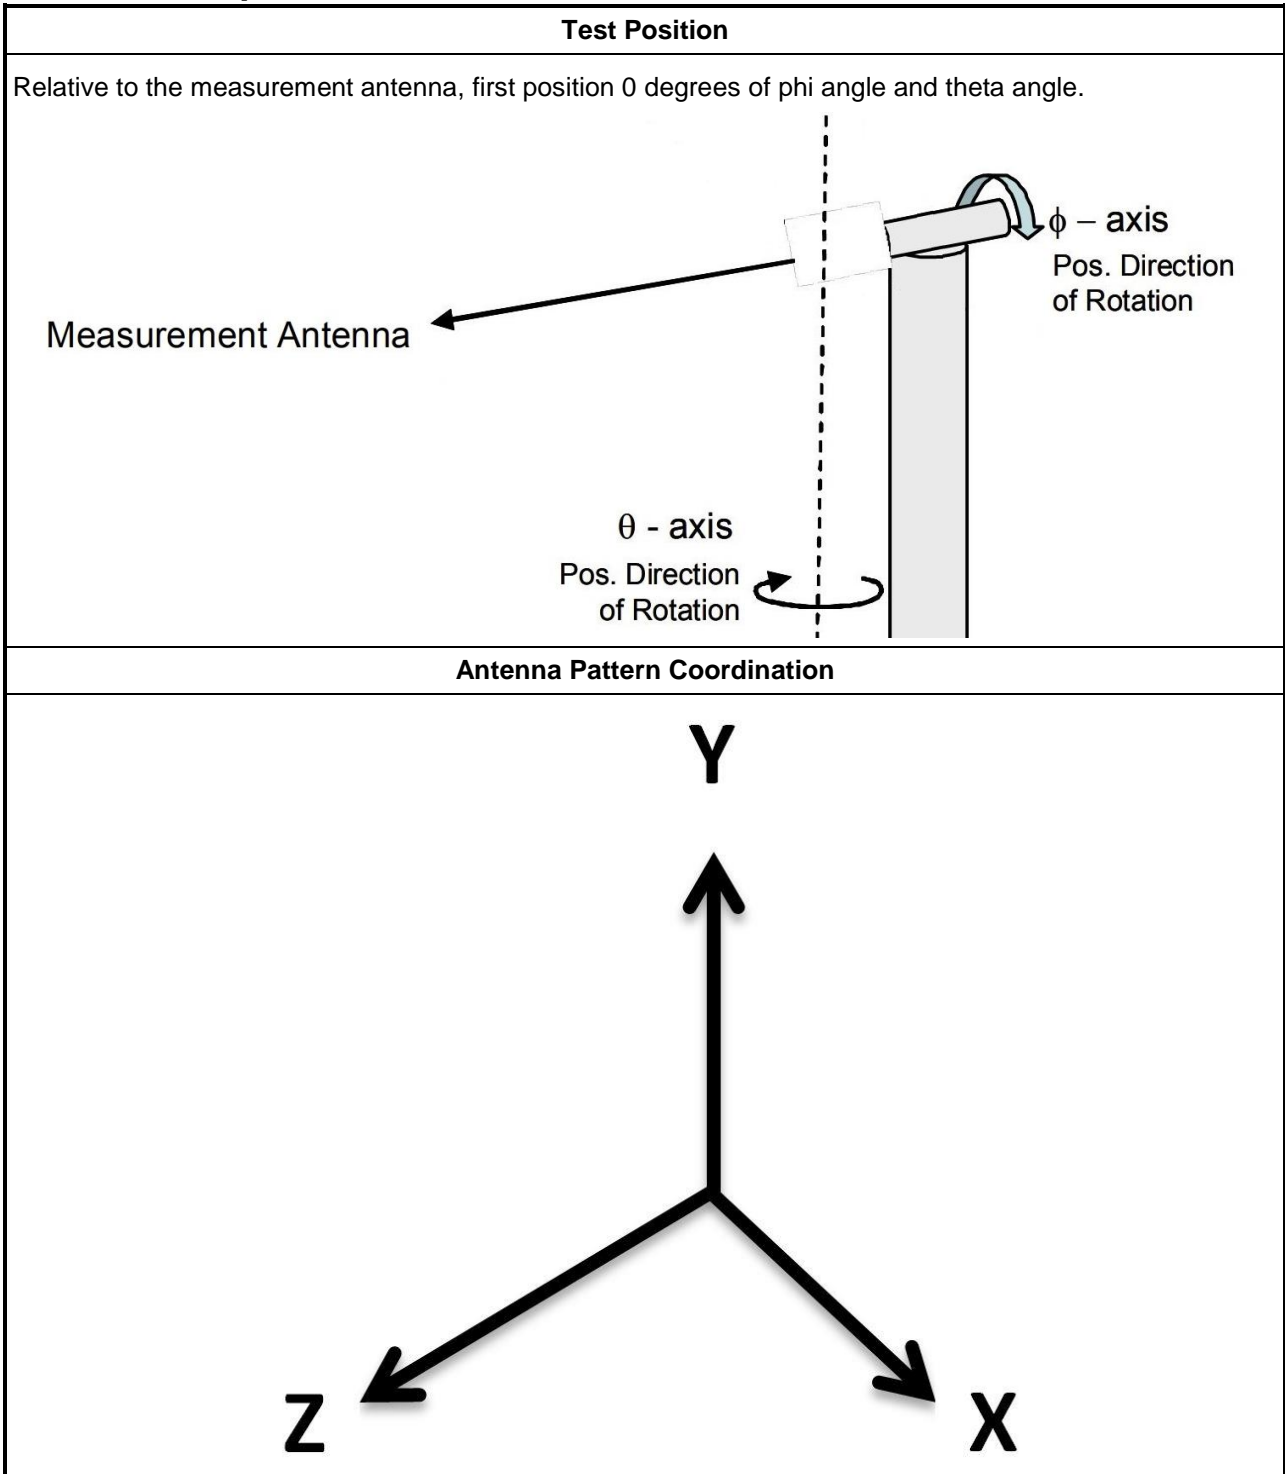 Test Position
Relative to the measurement antenna, first position 0 degrees of phi angle and theta angle.
ϕ – axis
Pos. Direction
of Rotation
Measurement Antenna
θ - axis
Pos. Direction
of Rotation
Antenna Pattern Coordination
Y
Z
X